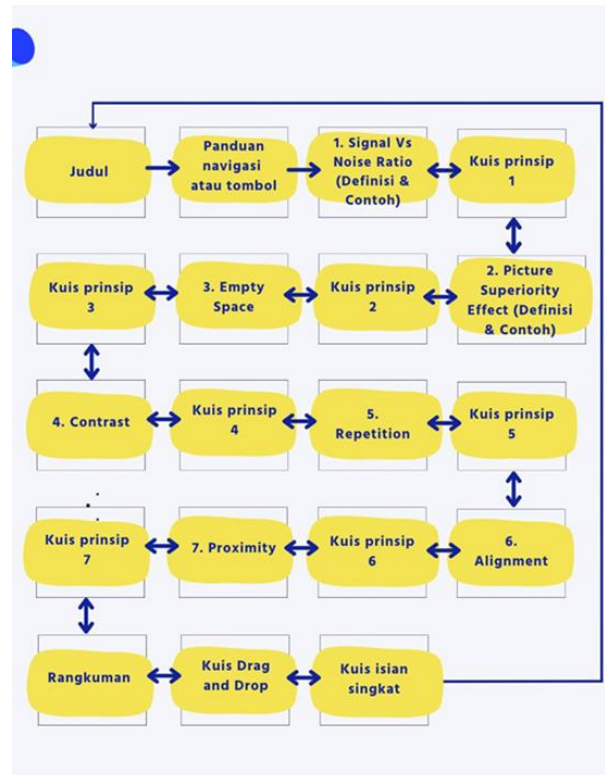 Judul
Panduan
navigasi
atau tombol
1. Signal Vs
Noise Ratio
(Definisi &
Contoh)
Kuis prinsip
1
Kuis prinsip
3
3. Empty
Space
Kuis prinsip
2
2. Picture
Superiority
Effect (Definisi
& Contoh)
4. Contrast
Kuis prinsip
4
5.
Repetition
Kuis prinsip
5
Kuis prinsip
7
7. Proximity
Kuis prinsip
6
6.
Alignment
Rangkuman
Kuis Drag
and Drop
Kuis isian
singkat